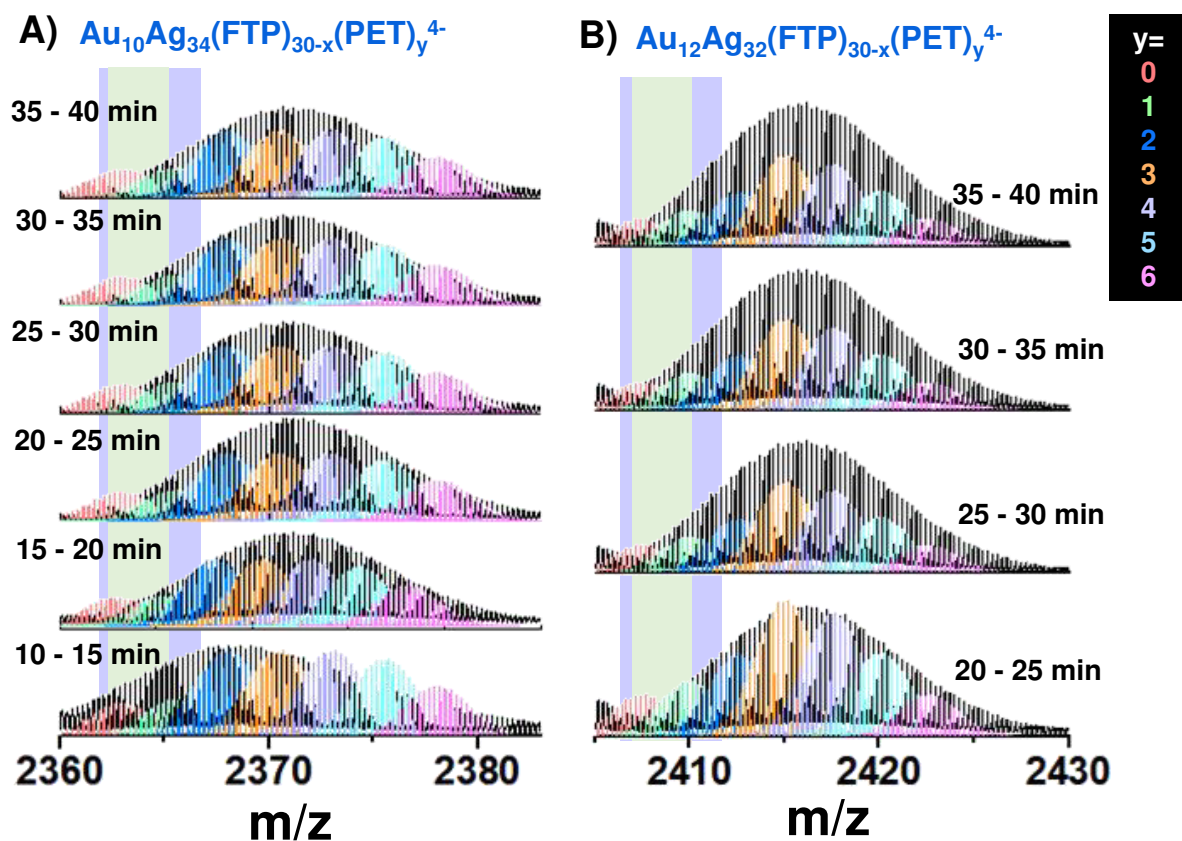 A) Au₁₀Ag₃₄(FTP)₃₀₋ₓ(PET)ᵧ⁴⁻
35 - 40 min
30 - 35 min
25 - 30 min
20 - 25 min
15 - 20 min
10 - 15 min
2360 2370 2380
m/z
B) Au₁₂Ag₃₂(FTP)₃₀₋ₓ(PET)ᵧ⁴⁻
35 - 40 min
30 - 35 min
25 - 30 min
20 - 25 min
2410 2420 2430
m/z
y=
0
1
2
3
4
5
6